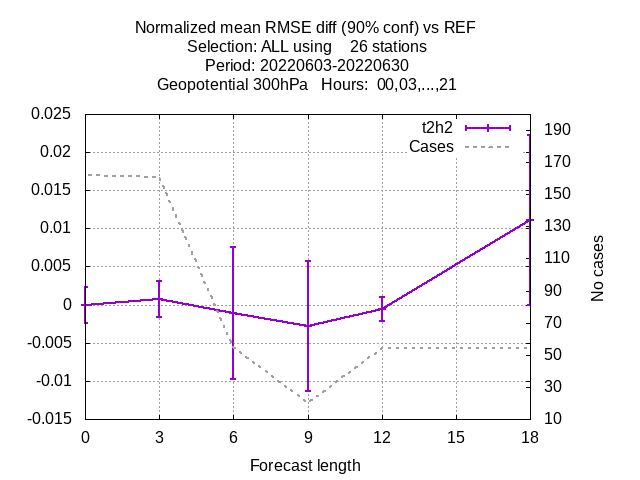 Normalized mean RMSE diff (90% conf) vs REF
Selection: ALL using    26 stations
Period: 20220603-20220630
Geopotential 300hPa   Hours:  00,03,...,21
t2h2
Cases
0.025
0.02
0.015
0.01
0.005
0
-0.005
-0.01
-0.015
190
170
150
130
110
90
70
50
30
10
No cases
0 3 6 9 12 15 18
Forecast length